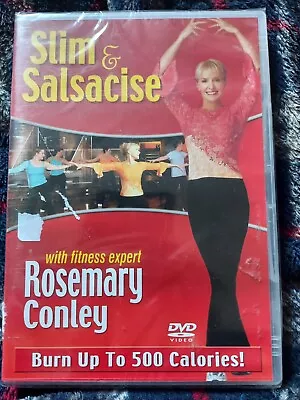 Slim &
Salsacise
with fitness expert
Rosemary
Conley
DVD
VIDEO
Burn Up To 500 Calories!